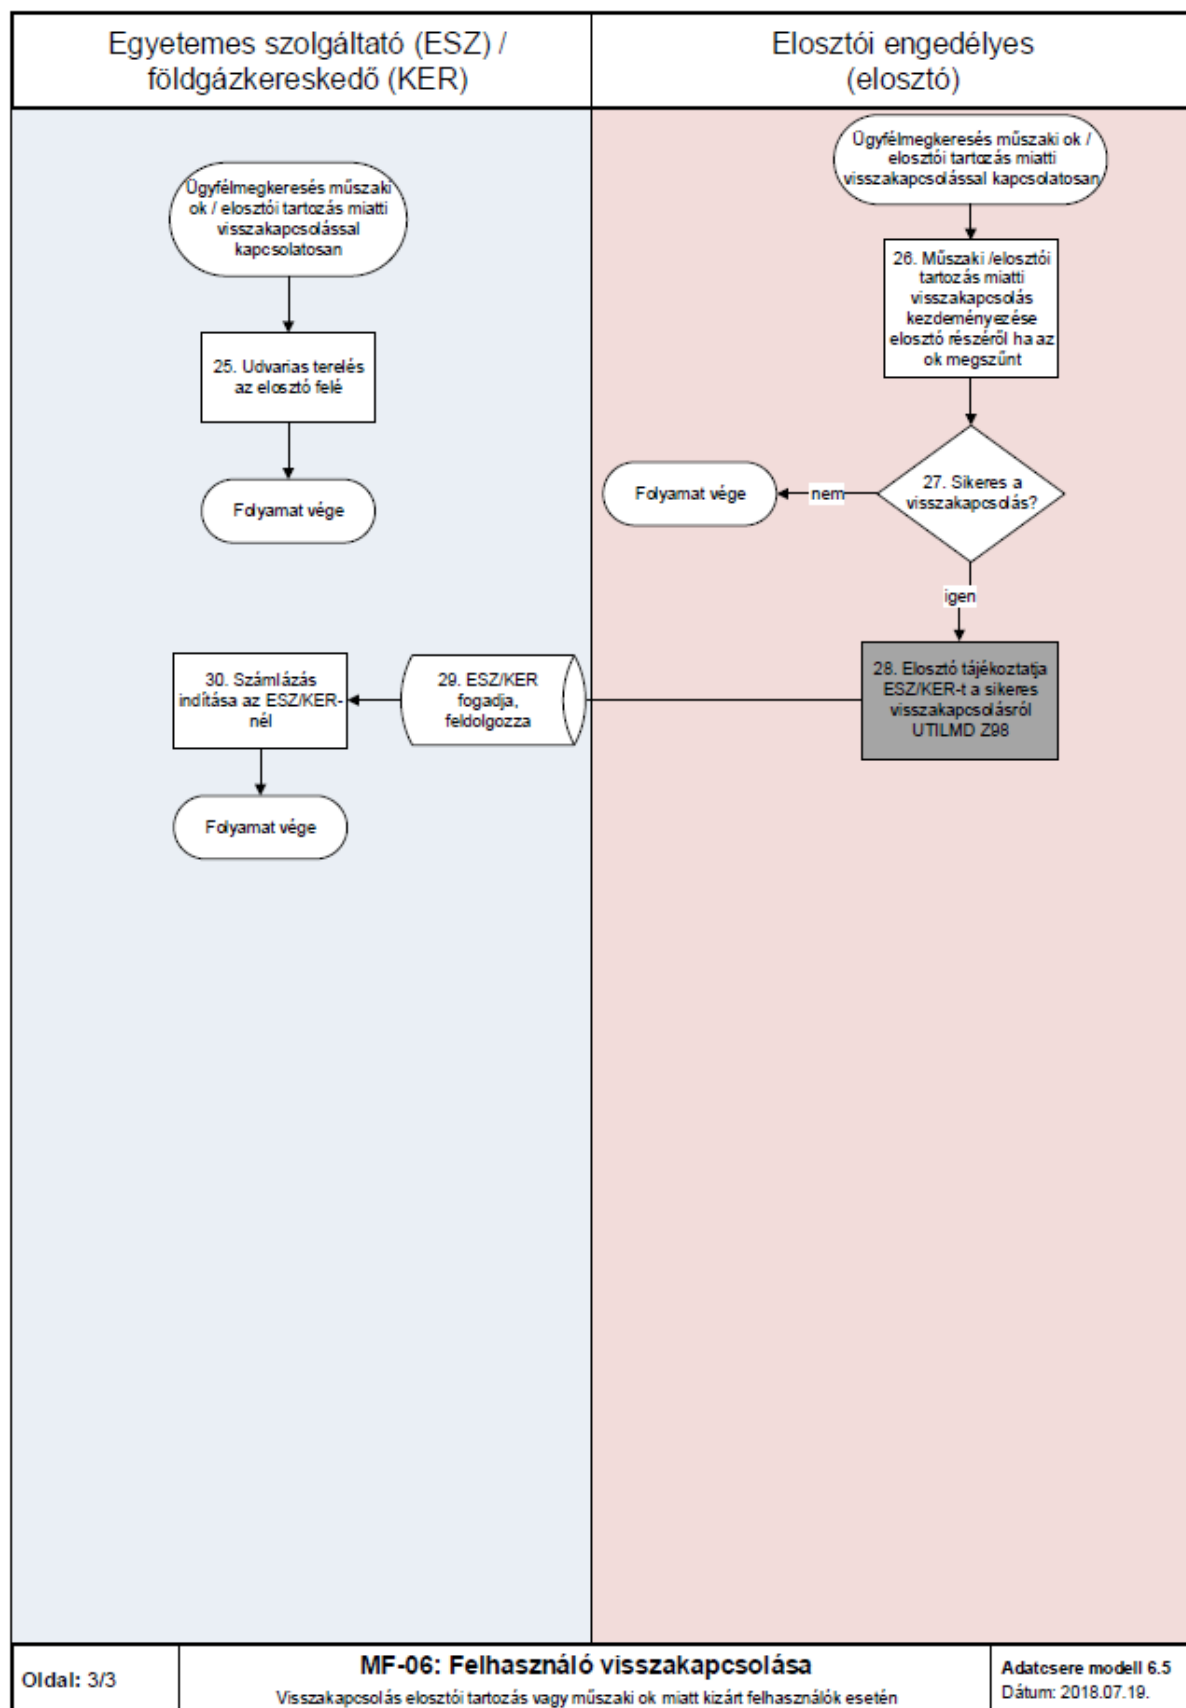 Egyetemes szolgáltató (ESZ) /
földgázkereskedő (KER)
Elosztói engedélyes
(elosztó)
Ügyfélmegkeresés műszaki
ok / elosztói tartozás miatti
visszakapcsolással
kapcsolatosan
25. Udvarias terelés
az elosztó felé
Folyamat vége
Ügyfélmegkeresés műszaki ok /
elosztói tartozás miatti
visszakapcsolással kapcsolatosan
26. Műszaki /elosztói
tartozás miatti
visszakapcsolás
kezdeményezése
elosztó részéről ha az
ok megszűnt
27. Sikeres a
visszakapcsolás?
nem
Folyamat vége
igen
28. Elosztó tájékoztatja
ESZ/KER-t a sikeres
visszakapcsolásról
UTILMD Z98
29. ESZ/KER
fogadja,
feldolgozza
30. Számlázás
indítása az ESZ/KER-
nél
Folyamat vége
Oldal: 3/3
MF-06: Felhasználó visszakapcsolása
Visszakapcsolás elosztói tartozás vagy műszaki ok miatt kizárt felhasználók esetén
Adatcsere modell 6.5
Dátum: 2018.07.19.